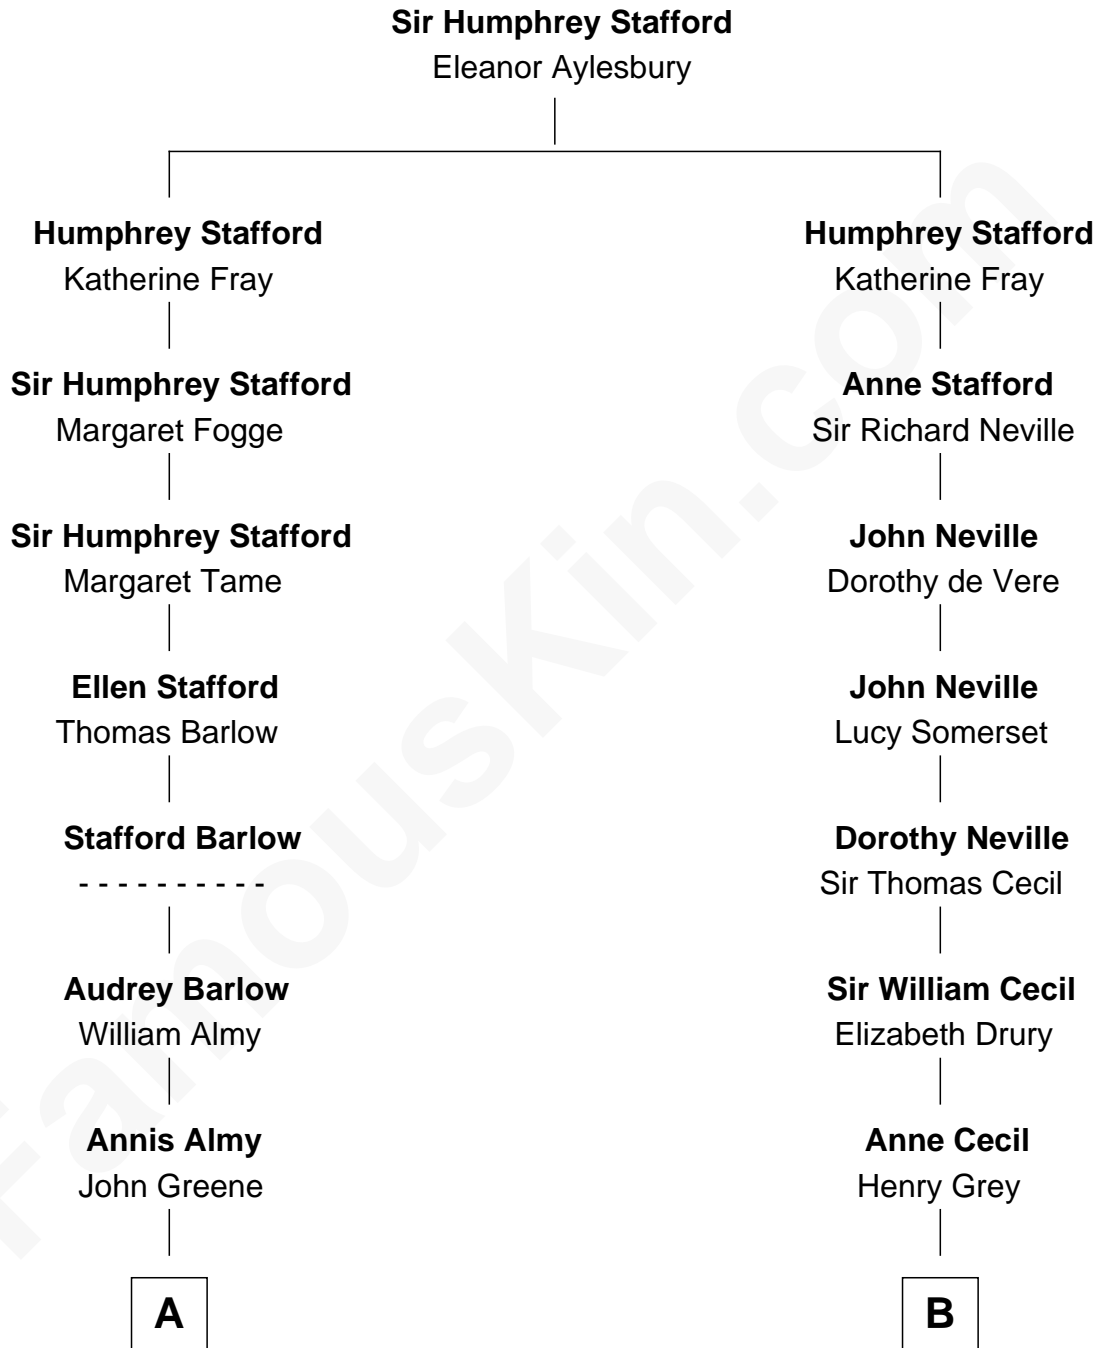 Sir Humphrey Stafford
Eleanor Aylesbury
Humphrey Stafford
Katherine Fray
Humphrey Stafford
Katherine Fray
Sir Humphrey Stafford
Margaret Fogge
Anne Stafford
Sir Richard Neville
Sir Humphrey Stafford
Margaret Tame
John Neville
Dorothy de Vere
Ellen Stafford
Thomas Barlow
John Neville
Lucy Somerset
Stafford Barlow
- - - - - - - - - -
Dorothy Neville
Sir Thomas Cecil
Audrey Barlow
William Almy
Sir William Cecil
Elizabeth Drury
Annis Almy
John Greene
Anne Cecil
Henry Grey
A
B
FamousKin.com